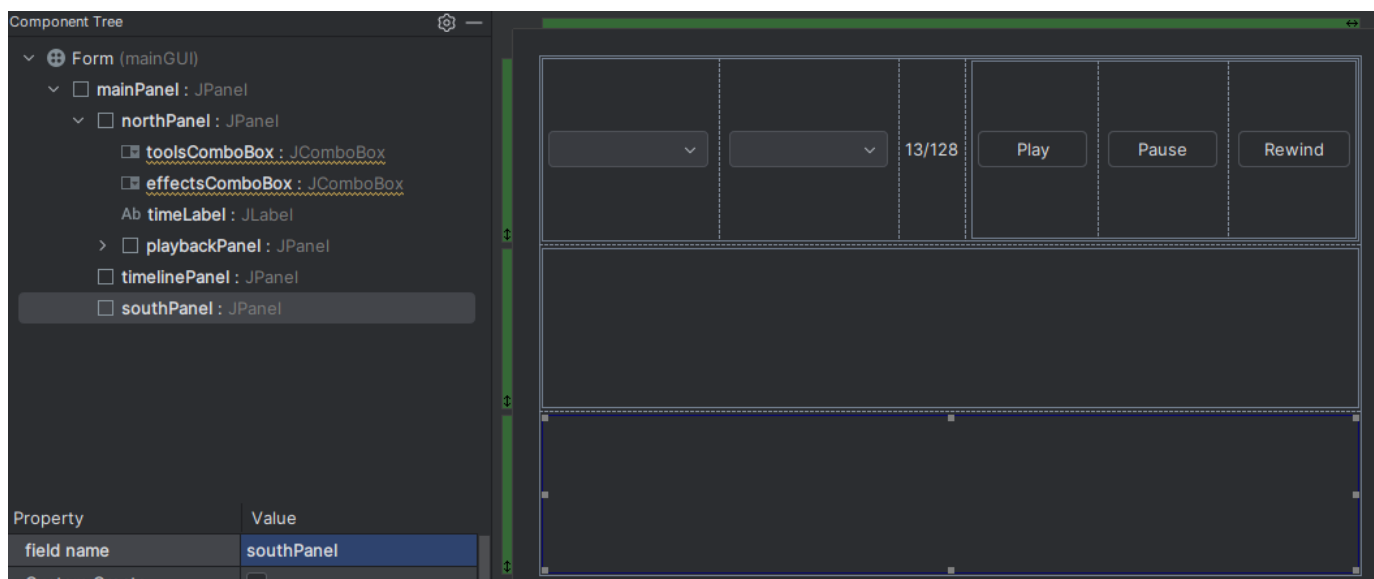 Component Tree
Form (mainGUI)
mainPanel : JPanel
northPanel : JPanel
toolsComboBox : JComboBox
effectsComboBox : JComboBox
Ab timeLabel : JLabel
playbackPanel : JPanel
timelinePanel : JPanel
southPanel : JPanel
Property Value
field name southPanel
13/128 Play Pause Rewind